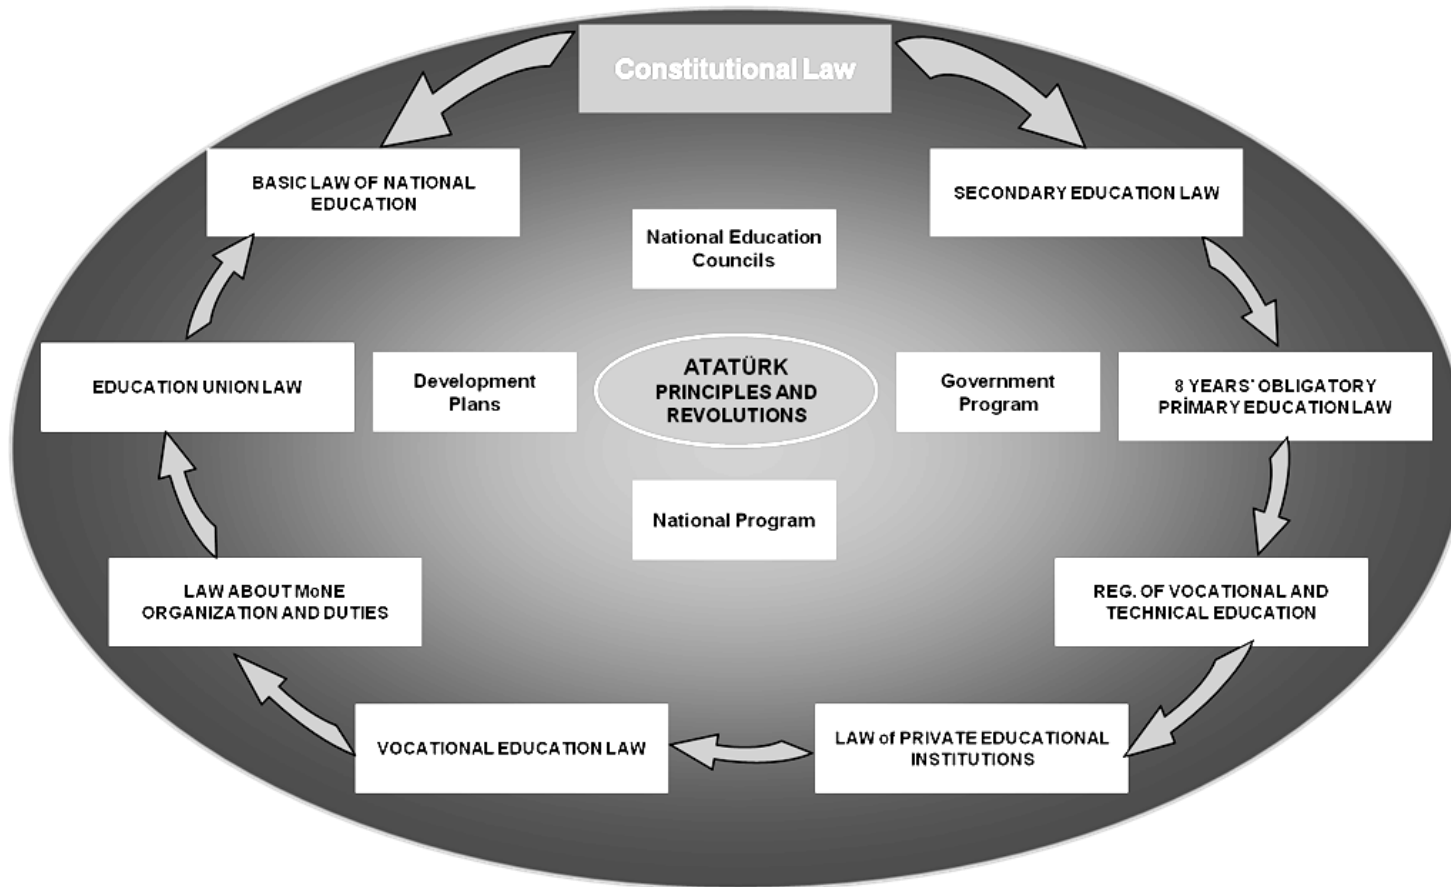 Constitutional Law
BASIC LAW OF NATIONAL
EDUCATION
SECONDARY EDUCATION LAW
National Education
Councils
EDUCATION UNION LAW
Development
Plans
ATATÜRK
PRINCIPLES AND
REVOLUTIONS
Government
Program
8 YEARS' OBLIGATORY
PRİMARY EDUCATION LAW
National Program
LAW ABOUT MoNE
ORGANIZATION AND DUTIES
REG. OF VOCATIONAL AND
TECHNICAL EDUCATION
VOCATIONAL EDUCATION LAW
LAW of PRIVATE EDUCATIONAL
INSTITUTIONS